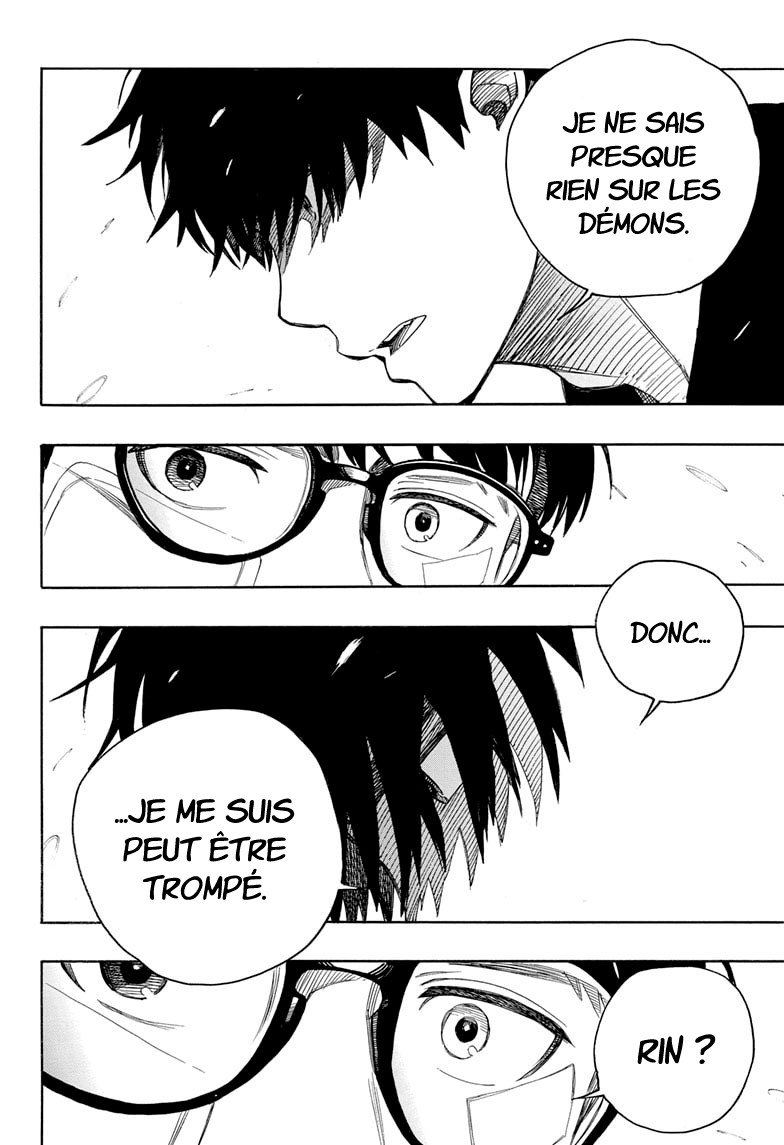 JE NE SAIS
PRESQUE
RIEN SUR LES
DÉMONS.
DONC...
...JE ME SUIS
PEUT ÊTRE
TROMPÉ.
RIN ?